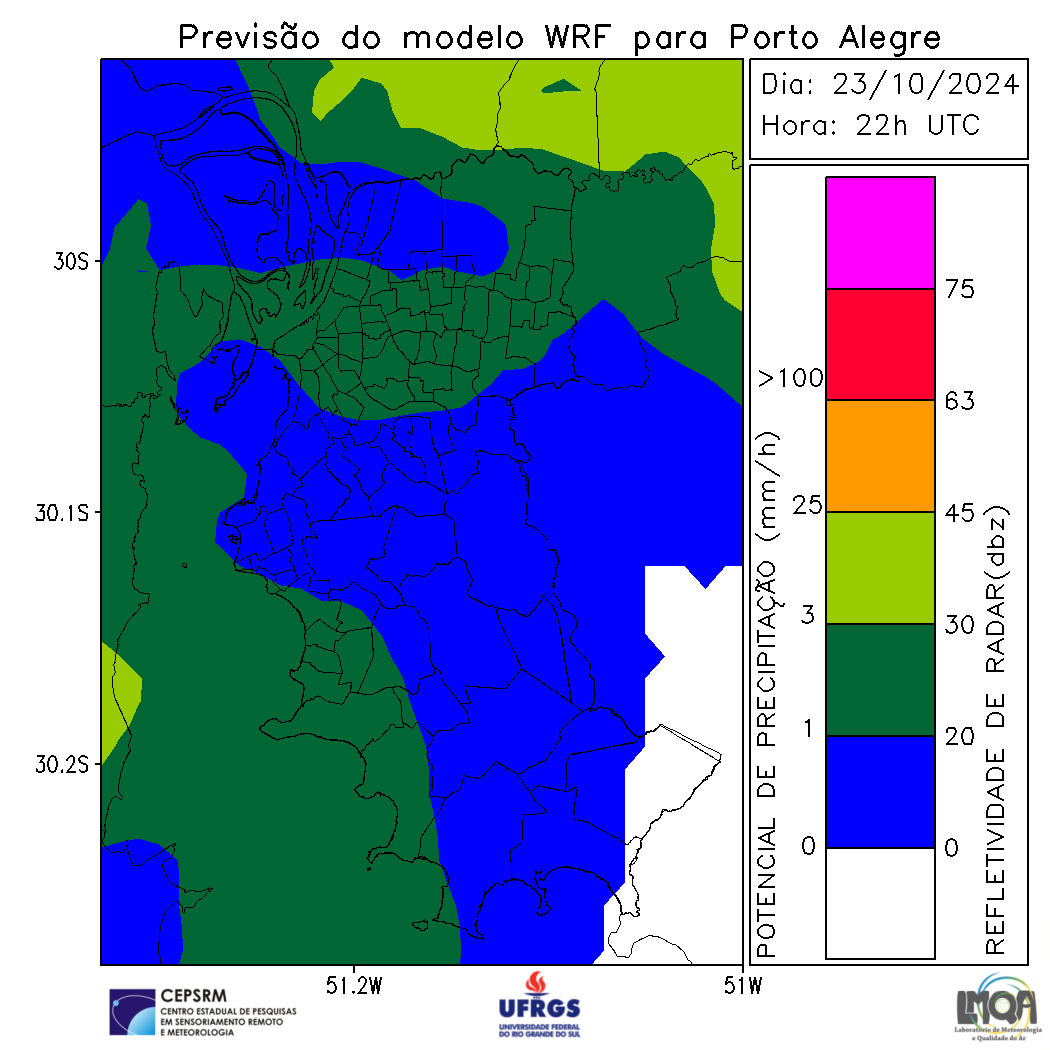 Previsão do modelo WRF para Porto Alegre
Dia: 23/10/2024
Hora: 22h UTC
30S
30.1S
30.2S
51.2W
51W
POTENCIAL DE PRECIPITAÇÃO (mm/h)
>100
25
3
1
0
75
63
45
30
20
0
REFLETIVIDADE DE RADAR(dbz)
CEPSRM
CENTRO ESTADUAL DE PESQUISAS
EM SENSORIAMENTO REMOTO
E METEOROLOGIA
UFRGS
UNIVERSIDADE FEDERAL
DO RIO GRANDE DO SUL
LMQA
Laboratório de Meteorologia
e Qualidade do Ar